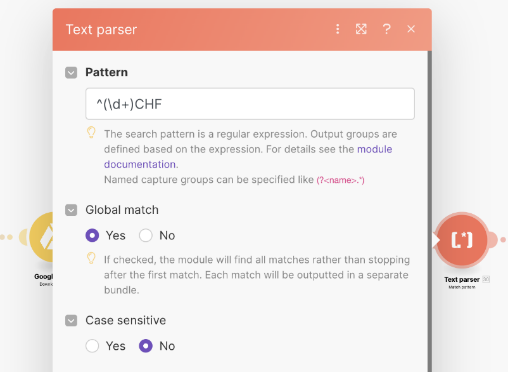 Text parser
Pattern
^(\d+)CHF
The search pattern is a regular expression. Output groups are
defined based on the expression. For details see the module
documentation.
Named capture groups can be specified like (?<name>.*)
Global match
Yes No
If checked, the module will find all matches rather than stopping
after the first match. Each match will be outputted in a separate
bundle.
Case sensitive
Yes No
Google
Text parser
Match pattern